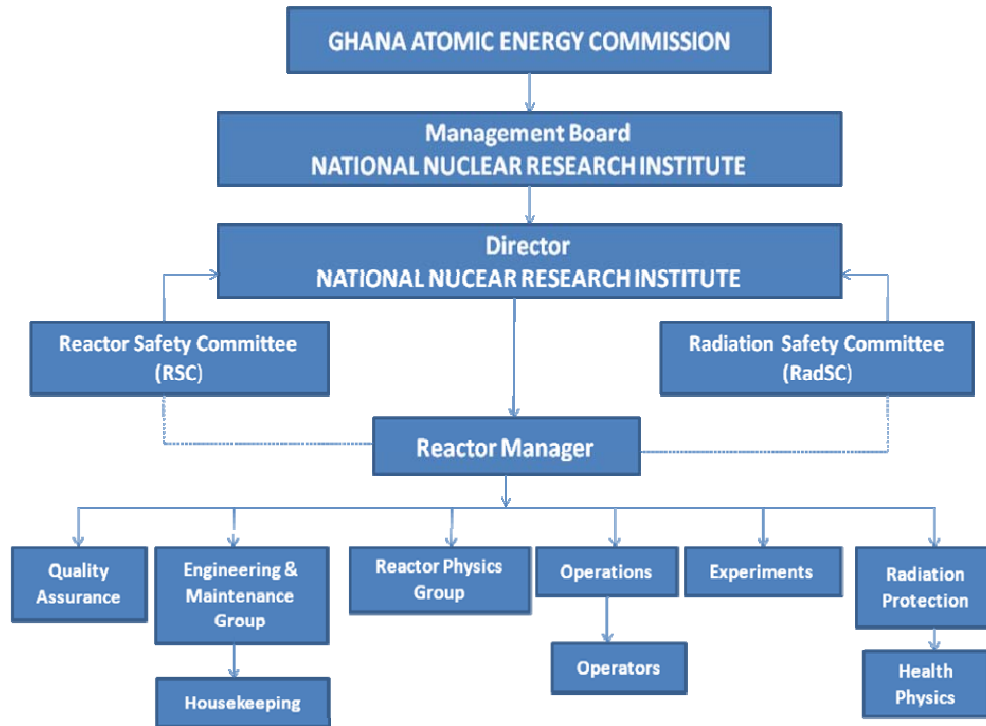 GHANA ATOMIC ENERGY COMMISSION
Management Board
NATIONAL NUCLEAR RESEARCH INSTITUTE
Director
NATIONAL NUCEAR RESEARCH INSTITUTE
Reactor Safety Committee
(RSC)
Radiation Safety Committee
(RadSC)
Reactor Manager
Quality
Assurance
Engineering &
Maintenance
Group
Reactor Physics
Group
Operations
Experiments
Radiation
Protection
Housekeeping
Operators
Health
Physics